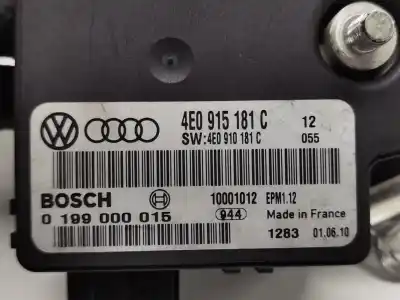 4E0 915 181 C 12
SW:4E0 910 181 C 055
BOSCH 10001012 EPM1.12
0 199 000 015 944 Made in France
1283 01.06.10